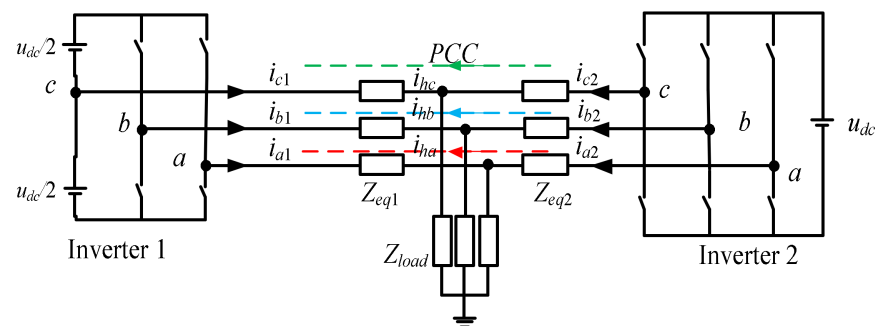 PCC
u_dc/2
i_c1
i_hc
i_c2
c
c
i_b1
i_hb
i_b2
b
b
u_dc
i_a1
i_ha
i_a2
a
a
u_dc/2
Z_eq1
Z_eq2
Inverter 1
Z_load
Inverter 2